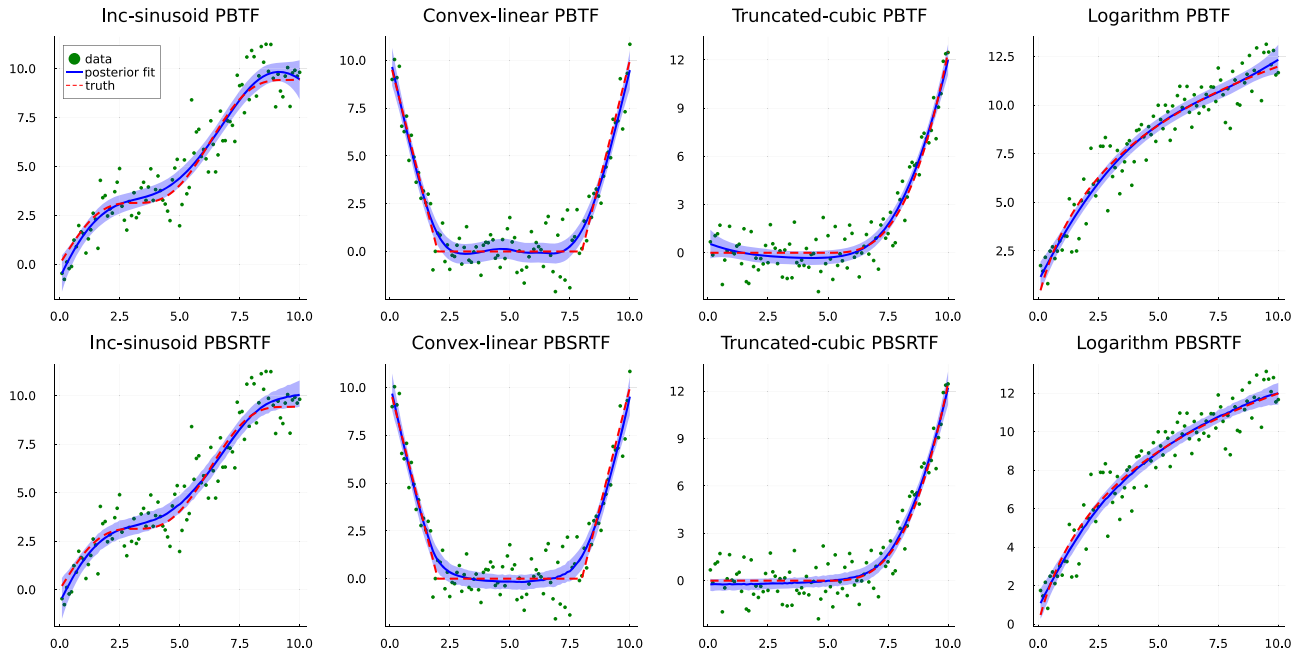 Inc-sinusoid PBTF
Convex-linear PBTF
Truncated-cubic PBTF
Logarithm PBTF
data
posterior fit
truth
10.0
7.5
5.0
2.5
0.0
0.0 2.5 5.0 7.5 10.0
10.0
7.5
5.0
2.5
0.0
0.0 2.5 5.0 7.5 10.0
12
9
6
3
0
0.0 2.5 5.0 7.5 10.0
12.5
10.0
7.5
5.0
2.5
0.0 2.5 5.0 7.5 10.0
Inc-sinusoid PBSRTF
Convex-linear PBSRTF
Truncated-cubic PBSRTF
Logarithm PBSRTF
10.0
7.5
5.0
2.5
0.0
0.0 2.5 5.0 7.5 10.0
10.0
7.5
5.0
2.5
0.0
0.0 2.5 5.0 7.5 10.0
12
9
6
3
0
0.0 2.5 5.0 7.5 10.0
12
10
8
6
4
2
0
0.0 2.5 5.0 7.5 10.0